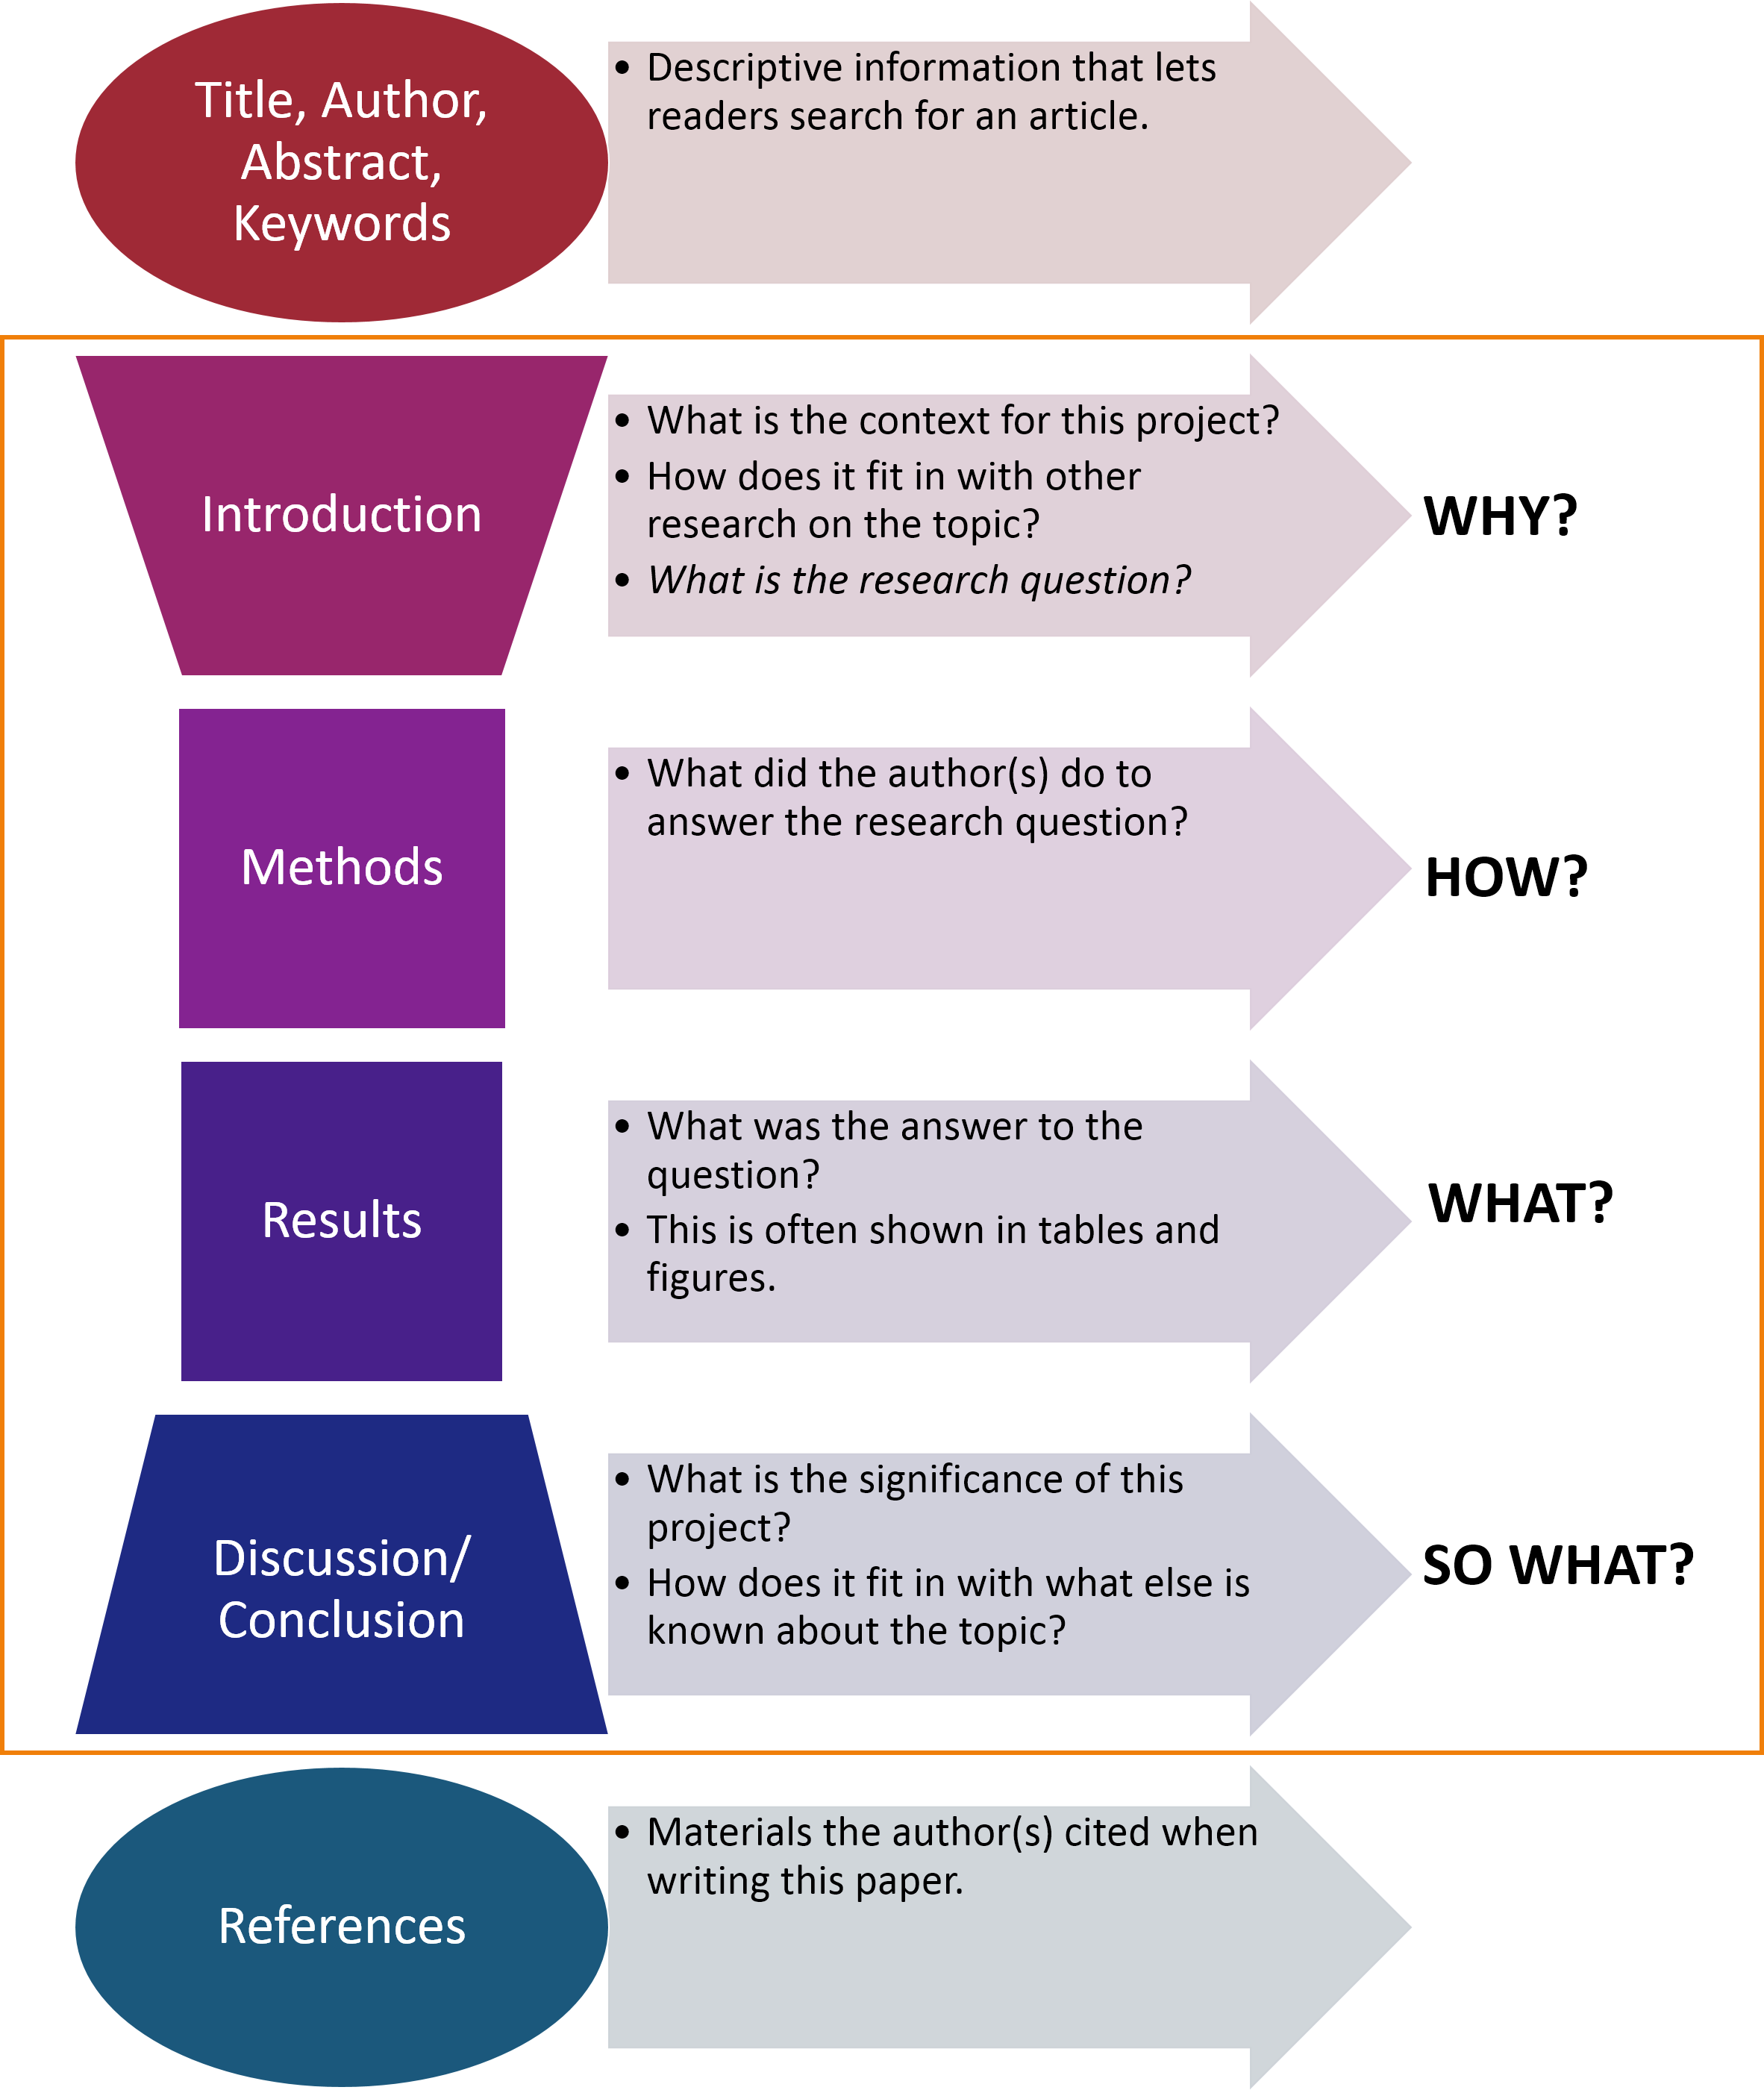 Title, Author,
Abstract,
Keywords
• Descriptive information that lets
readers search for an article.
Introduction
• What is the context for this project?
• How does it fit in with other
research on the topic?
• What is the research question?
WHY?
Methods
• What did the author(s) do to
answer the research question?
HOW?
Results
• What was the answer to the
question?
• This is often shown in tables and
figures.
WHAT?
Discussion/
Conclusion
• What is the significance of this
project?
• How does it fit in with what else is
known about the topic?
SO WHAT?
References
• Materials the author(s) cited when
writing this paper.